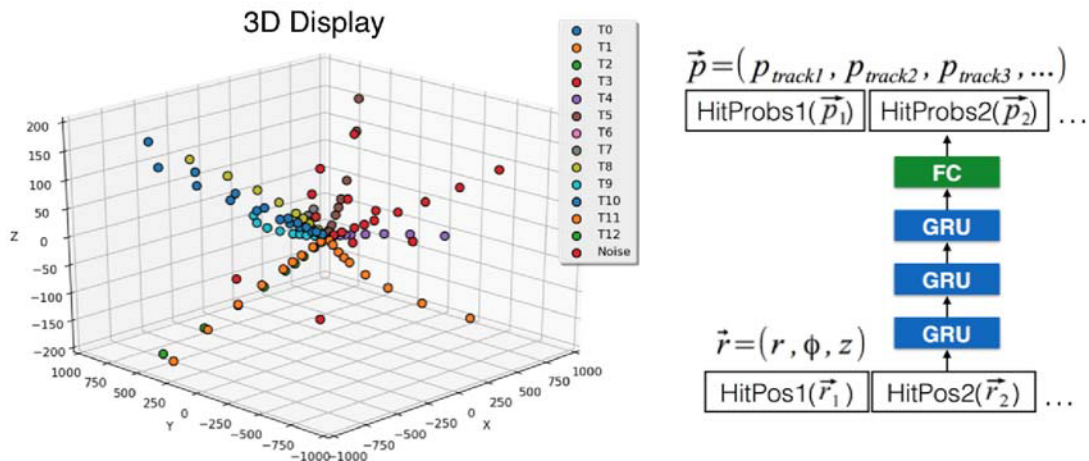 3D Display
T0
T1
T2
T3
T4
T5
T6
T7
T8
T9
T10
T11
T12
Noise
200
150
100
50
0
−50
−100
−150
−200
Z
1000
750
500
250
0
−250
−500
−750
−1000
Y
−1000
−750
−500
−250
0
250
500
750
1000
X
p⃗ = ( p_track1 , p_track2 , p_track3 , ...)
HitProbs1(p⃗₁) HitProbs2(p⃗₂) ...
FC
GRU
GRU
GRU
r⃗ = ( r , ϕ , z )
HitPos1(r⃗₁) HitPos2(r⃗₂) ...